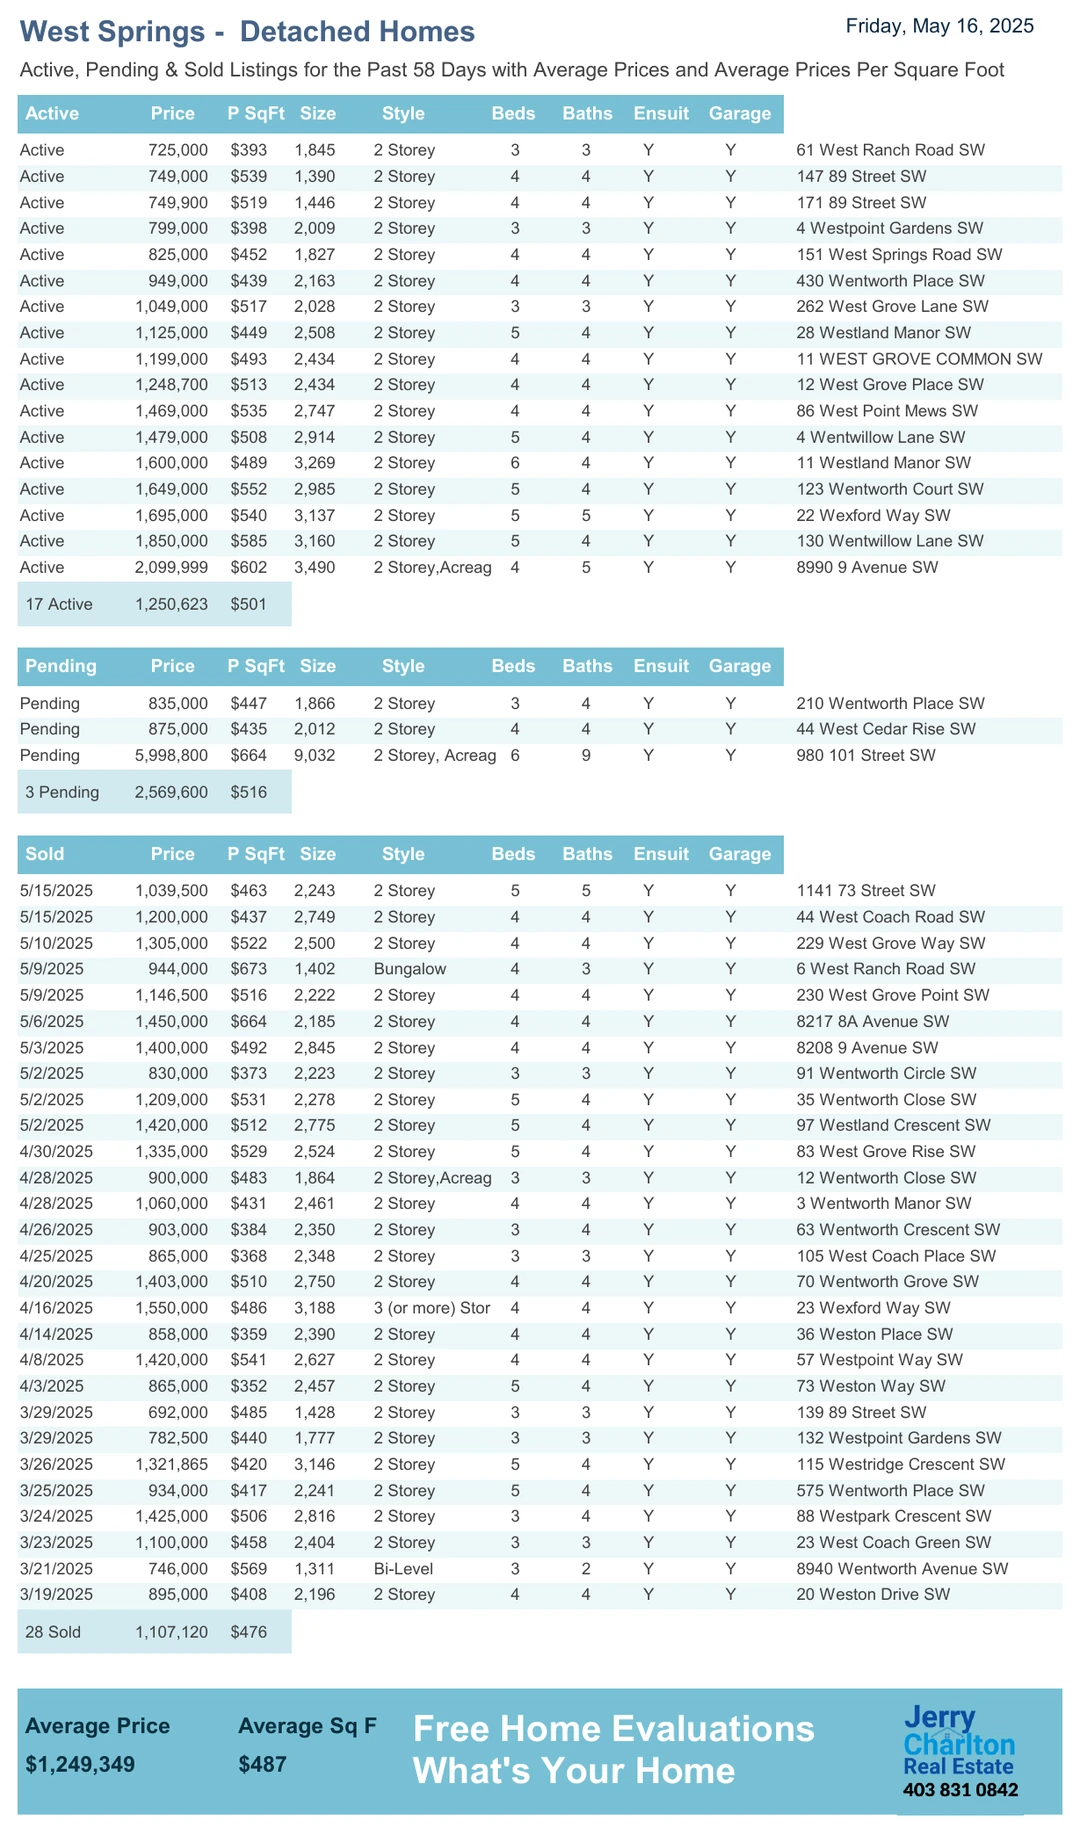 West Springs -  Detached Homes
Friday, May 16, 2025
Active, Pending & Sold Listings for the Past 58 Days with Average Prices and Average Prices Per Square Foot
Active Price P SqFt Size Style Beds Baths Ensuit Garage
Active 725,000 $393 1,845 2 Storey 3 3 Y Y 61 West Ranch Road SW
Active 749,000 $539 1,390 2 Storey 4 4 Y Y 147 89 Street SW
Active 749,900 $519 1,446 2 Storey 4 4 Y Y 171 89 Street SW
Active 799,000 $398 2,009 2 Storey 3 3 Y Y 4 Westpoint Gardens SW
Active 825,000 $452 1,827 2 Storey 4 4 Y Y 151 West Springs Road SW
Active 949,000 $439 2,163 2 Storey 4 4 Y Y 430 Wentworth Place SW
Active 1,049,000 $517 2,028 2 Storey 3 3 Y Y 262 West Grove Lane SW
Active 1,125,000 $449 2,508 2 Storey 5 4 Y Y 28 Westland Manor SW
Active 1,199,000 $493 2,434 2 Storey 4 4 Y Y 11 WEST GROVE COMMON SW
Active 1,248,700 $513 2,434 2 Storey 4 4 Y Y 12 West Grove Place SW
Active 1,469,000 $535 2,747 2 Storey 4 4 Y Y 86 West Point Mews SW
Active 1,479,000 $508 2,914 2 Storey 5 4 Y Y 4 Wentwillow Lane SW
Active 1,600,000 $489 3,269 2 Storey 6 4 Y Y 11 Westland Manor SW
Active 1,649,000 $552 2,985 2 Storey 5 4 Y Y 123 Wentworth Court SW
Active 1,695,000 $540 3,137 2 Storey 5 5 Y Y 22 Wexford Way SW
Active 1,850,000 $585 3,160 2 Storey 5 4 Y Y 130 Wentwillow Lane SW
Active 2,099,999 $602 3,490 2 Storey,Acreag 4 5 Y Y 8990 9 Avenue SW
17 Active 1,250,623 $501
Pending Price P SqFt Size Style Beds Baths Ensuit Garage
Pending 835,000 $447 1,866 2 Storey 3 4 Y Y 210 Wentworth Place SW
Pending 875,000 $435 2,012 2 Storey 4 4 Y Y 44 West Cedar Rise SW
Pending 5,998,800 $664 9,032 2 Storey, Acreag 6 9 Y Y 980 101 Street SW
3 Pending 2,569,600 $516
Sold Price P SqFt Size Style Beds Baths Ensuit Garage
5/15/2025 1,039,500 $463 2,243 2 Storey 5 5 Y Y 1141 73 Street SW
5/15/2025 1,200,000 $437 2,749 2 Storey 4 4 Y Y 44 West Coach Road SW
5/10/2025 1,305,000 $522 2,500 2 Storey 4 4 Y Y 229 West Grove Way SW
5/9/2025 944,000 $673 1,402 Bungalow 4 3 Y Y 6 West Ranch Road SW
5/9/2025 1,146,500 $516 2,222 2 Storey 4 4 Y Y 230 West Grove Point SW
5/6/2025 1,450,000 $664 2,185 2 Storey 4 4 Y Y 8217 8A Avenue SW
5/3/2025 1,400,000 $492 2,845 2 Storey 4 4 Y Y 8208 9 Avenue SW
5/2/2025 830,000 $373 2,223 2 Storey 3 3 Y Y 91 Wentworth Circle SW
5/2/2025 1,209,000 $531 2,278 2 Storey 5 4 Y Y 35 Wentworth Close SW
5/2/2025 1,420,000 $512 2,775 2 Storey 5 4 Y Y 97 Westland Crescent SW
4/30/2025 1,335,000 $529 2,524 2 Storey 5 4 Y Y 83 West Grove Rise SW
4/28/2025 900,000 $483 1,864 2 Storey,Acreag 3 3 Y Y 12 Wentworth Close SW
4/28/2025 1,060,000 $431 2,461 2 Storey 4 4 Y Y 3 Wentworth Manor SW
4/26/2025 903,000 $384 2,350 2 Storey 3 4 Y Y 63 Wentworth Crescent SW
4/25/2025 865,000 $368 2,348 2 Storey 3 3 Y Y 105 West Coach Place SW
4/20/2025 1,403,000 $510 2,750 2 Storey 4 4 Y Y 70 Wentworth Grove SW
4/16/2025 1,550,000 $486 3,188 3 (or more) Stor 4 4 Y Y 23 Wexford Way SW
4/14/2025 858,000 $359 2,390 2 Storey 4 4 Y Y 36 Weston Place SW
4/8/2025 1,420,000 $541 2,627 2 Storey 4 4 Y Y 57 Westpoint Way SW
4/3/2025 865,000 $352 2,457 2 Storey 5 4 Y Y 73 Weston Way SW
3/29/2025 692,000 $485 1,428 2 Storey 3 3 Y Y 139 89 Street SW
3/29/2025 782,500 $440 1,777 2 Storey 3 3 Y Y 132 Westpoint Gardens SW
3/26/2025 1,321,865 $420 3,146 2 Storey 5 4 Y Y 115 Westridge Crescent SW
3/25/2025 934,000 $417 2,241 2 Storey 5 4 Y Y 575 Wentworth Place SW
3/24/2025 1,425,000 $506 2,816 2 Storey 3 4 Y Y 88 Westpark Crescent SW
3/23/2025 1,100,000 $458 2,404 2 Storey 3 3 Y Y 23 West Coach Green SW
3/21/2025 746,000 $569 1,311 Bi-Level 3 2 Y Y 8940 Wentworth Avenue SW
3/19/2025 895,000 $408 2,196 2 Storey 4 4 Y Y 20 Weston Drive SW
28 Sold 1,107,120 $476
Average Price Average Sq F
$1,249,349 $487
Free Home Evaluations
What's Your Home
Jerry
Charlton
Real Estate
403 831 0842